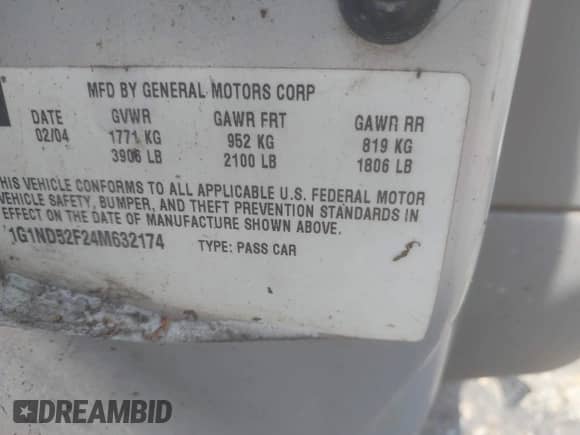 MFD BY GENERAL MOTORS CORP
DATE GVWR GAWR FRT GAWR RR
02/04 1771 KG 952 KG 819 KG
3906 LB 2100 LB 1806 LB
THIS VEHICLE CONFORMS TO ALL APPLICABLE U.S. FEDERAL MOTOR
VEHICLE SAFETY, BUMPER, AND THEFT PREVENTION STANDARDS IN
EFFECT ON THE DATE OF MANUFACTURE SHOWN ABOVE.
1G1ND52F24M632174 TYPE: PASS CAR
DREAMBID